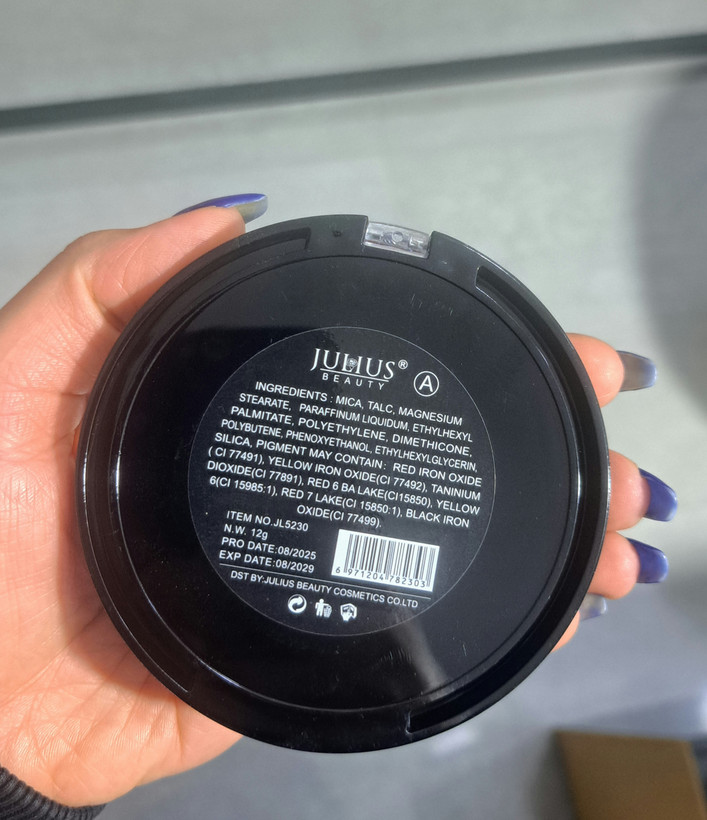 JULIUS®
BEAUTY
A
INGREDIENTS : MICA, TALC, MAGNESIUM
STEARATE, PARAFFINUM LIQUIDUM, ETHYLHEXYL
PALMITATE, POLYETHYLENE, DIMETHICONE,
POLYBUTENE, PHENOXYETHANOL, ETHYLHEXYLGLYCERIN,
SILICA, PIGMENT MAY CONTAIN : RED IRON OXIDE
( CI 77491), YELLOW IRON OXIDE(CI 77492), TANINIUM
DIOXIDE(CI 77891), RED 6 BA LAKE(CI15850), YELLOW
6(CI 15985:1), RED 7 LAKE(CI 15850:1), BLACK IRON
OXIDE(CI 77499).
ITEM NO.JL5230
N.W. 12g
PRO DATE:08/2025
EXP DATE:08/2029
6 971204 782303
DST BY:JULIUS BEAUTY COSMETICS CO.LTD